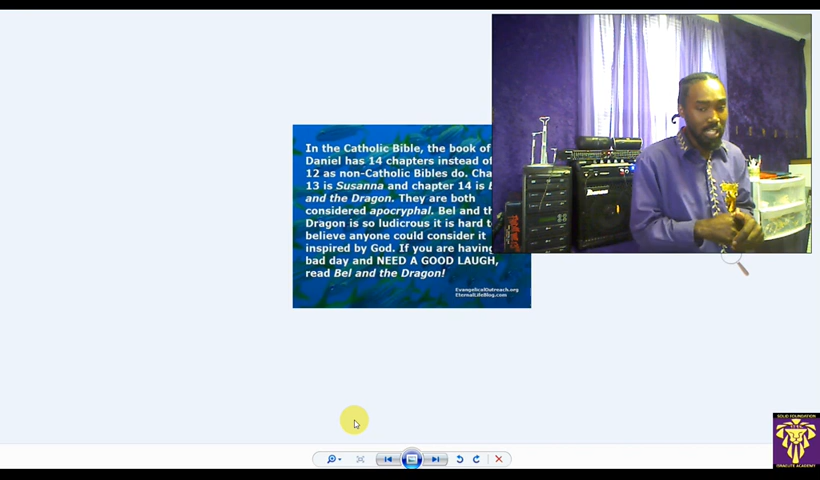 In the Catholic Bible, the book of
Daniel has 14 chapters instead of
12 as non-Catholic Bibles do.
13 is Susanna and chapter 14 is
and the Dragon. They are both
considered apocryphal. Bel and
Dragon is so ludicrous it is hard
believe anyone could consider it
inspired by God. If you are having
bad day and NEED A GOOD LAUGH,
read Bel and the Dragon!
EvangelicalOutreach.org
EternalLifeBlog.com
SOLID FOUNDATION
ISRAELITE ACADEMY